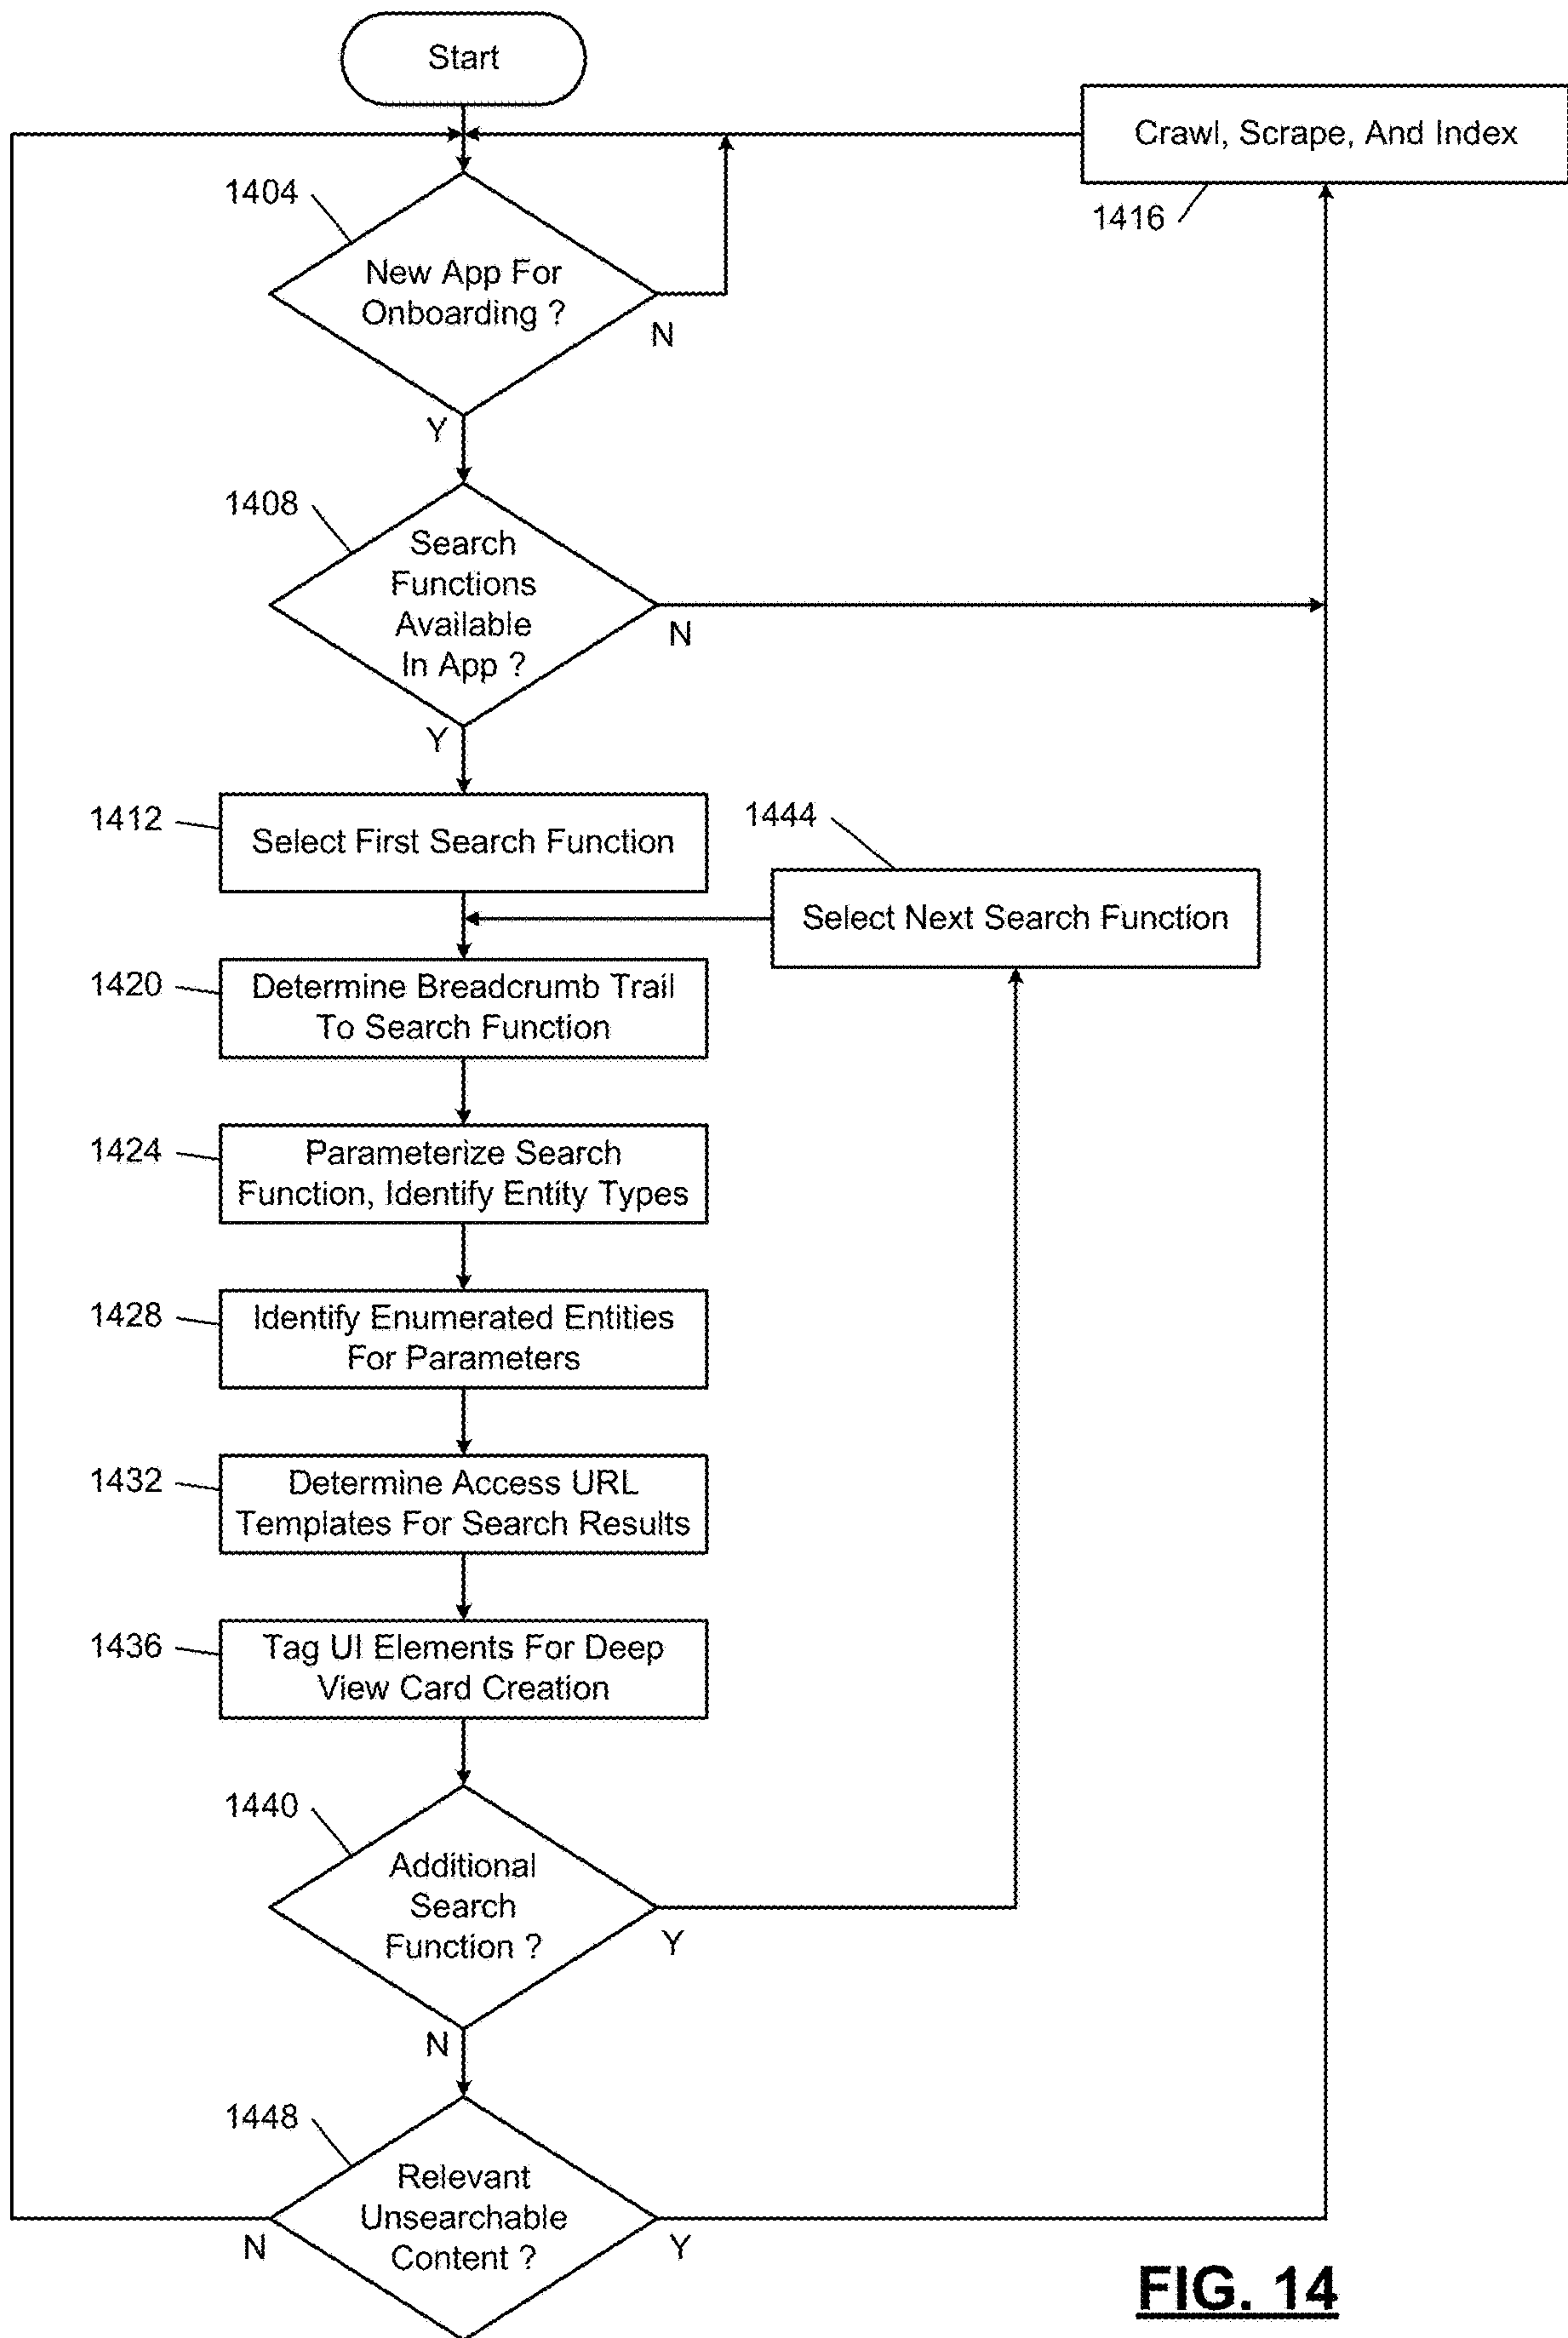 Start
Crawl, Scrape, And Index
1416
1404
New App For
Onboarding ?
N
Y
1408
Search
Functions
Available
In App ?
N
Y
1412
Select First Search Function
1444
Select Next Search Function
1420
Determine Breadcrumb Trail
To Search Function
1424
Parameterize Search
Function, Identify Entity Types
1428
Identify Enumerated Entities
For Parameters
1432
Determine Access URL
Templates For Search Results
1436
Tag UI Elements For Deep
View Card Creation
1440
Additional
Search
Function ?
Y
N
1448
Relevant
Unsearchable
Content ?
N
Y
FIG. 14